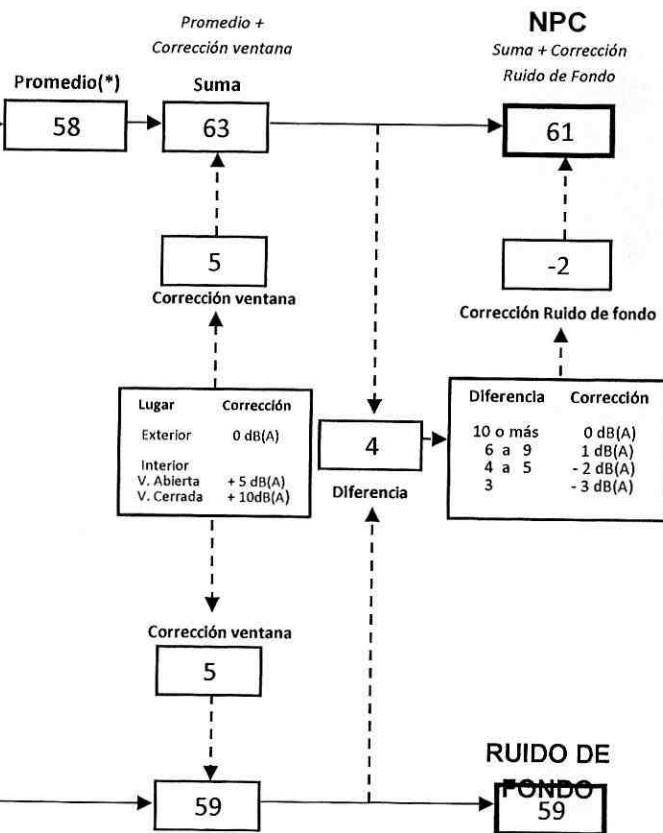 Promedio +
Corrección ventana
NPC
Suma + Corrección
Ruido de Fondo
Promedio(*)
Suma
58
63
61
5
-2
Corrección ventana
Corrección Ruido de fondo
Lugar Corrección
Exterior 0 dB(A)
Interior
V. Abierta + 5 dB(A)
V. Cerrada + 10dB(A)
4
Diferencia
Diferencia Corrección
10 o más 0 dB(A)
6 a 9 1 dB(A)
4 a 5 - 2 dB(A)
3 - 3 dB(A)
Corrección ventana
5
RUIDO DE
FONDO
59
59